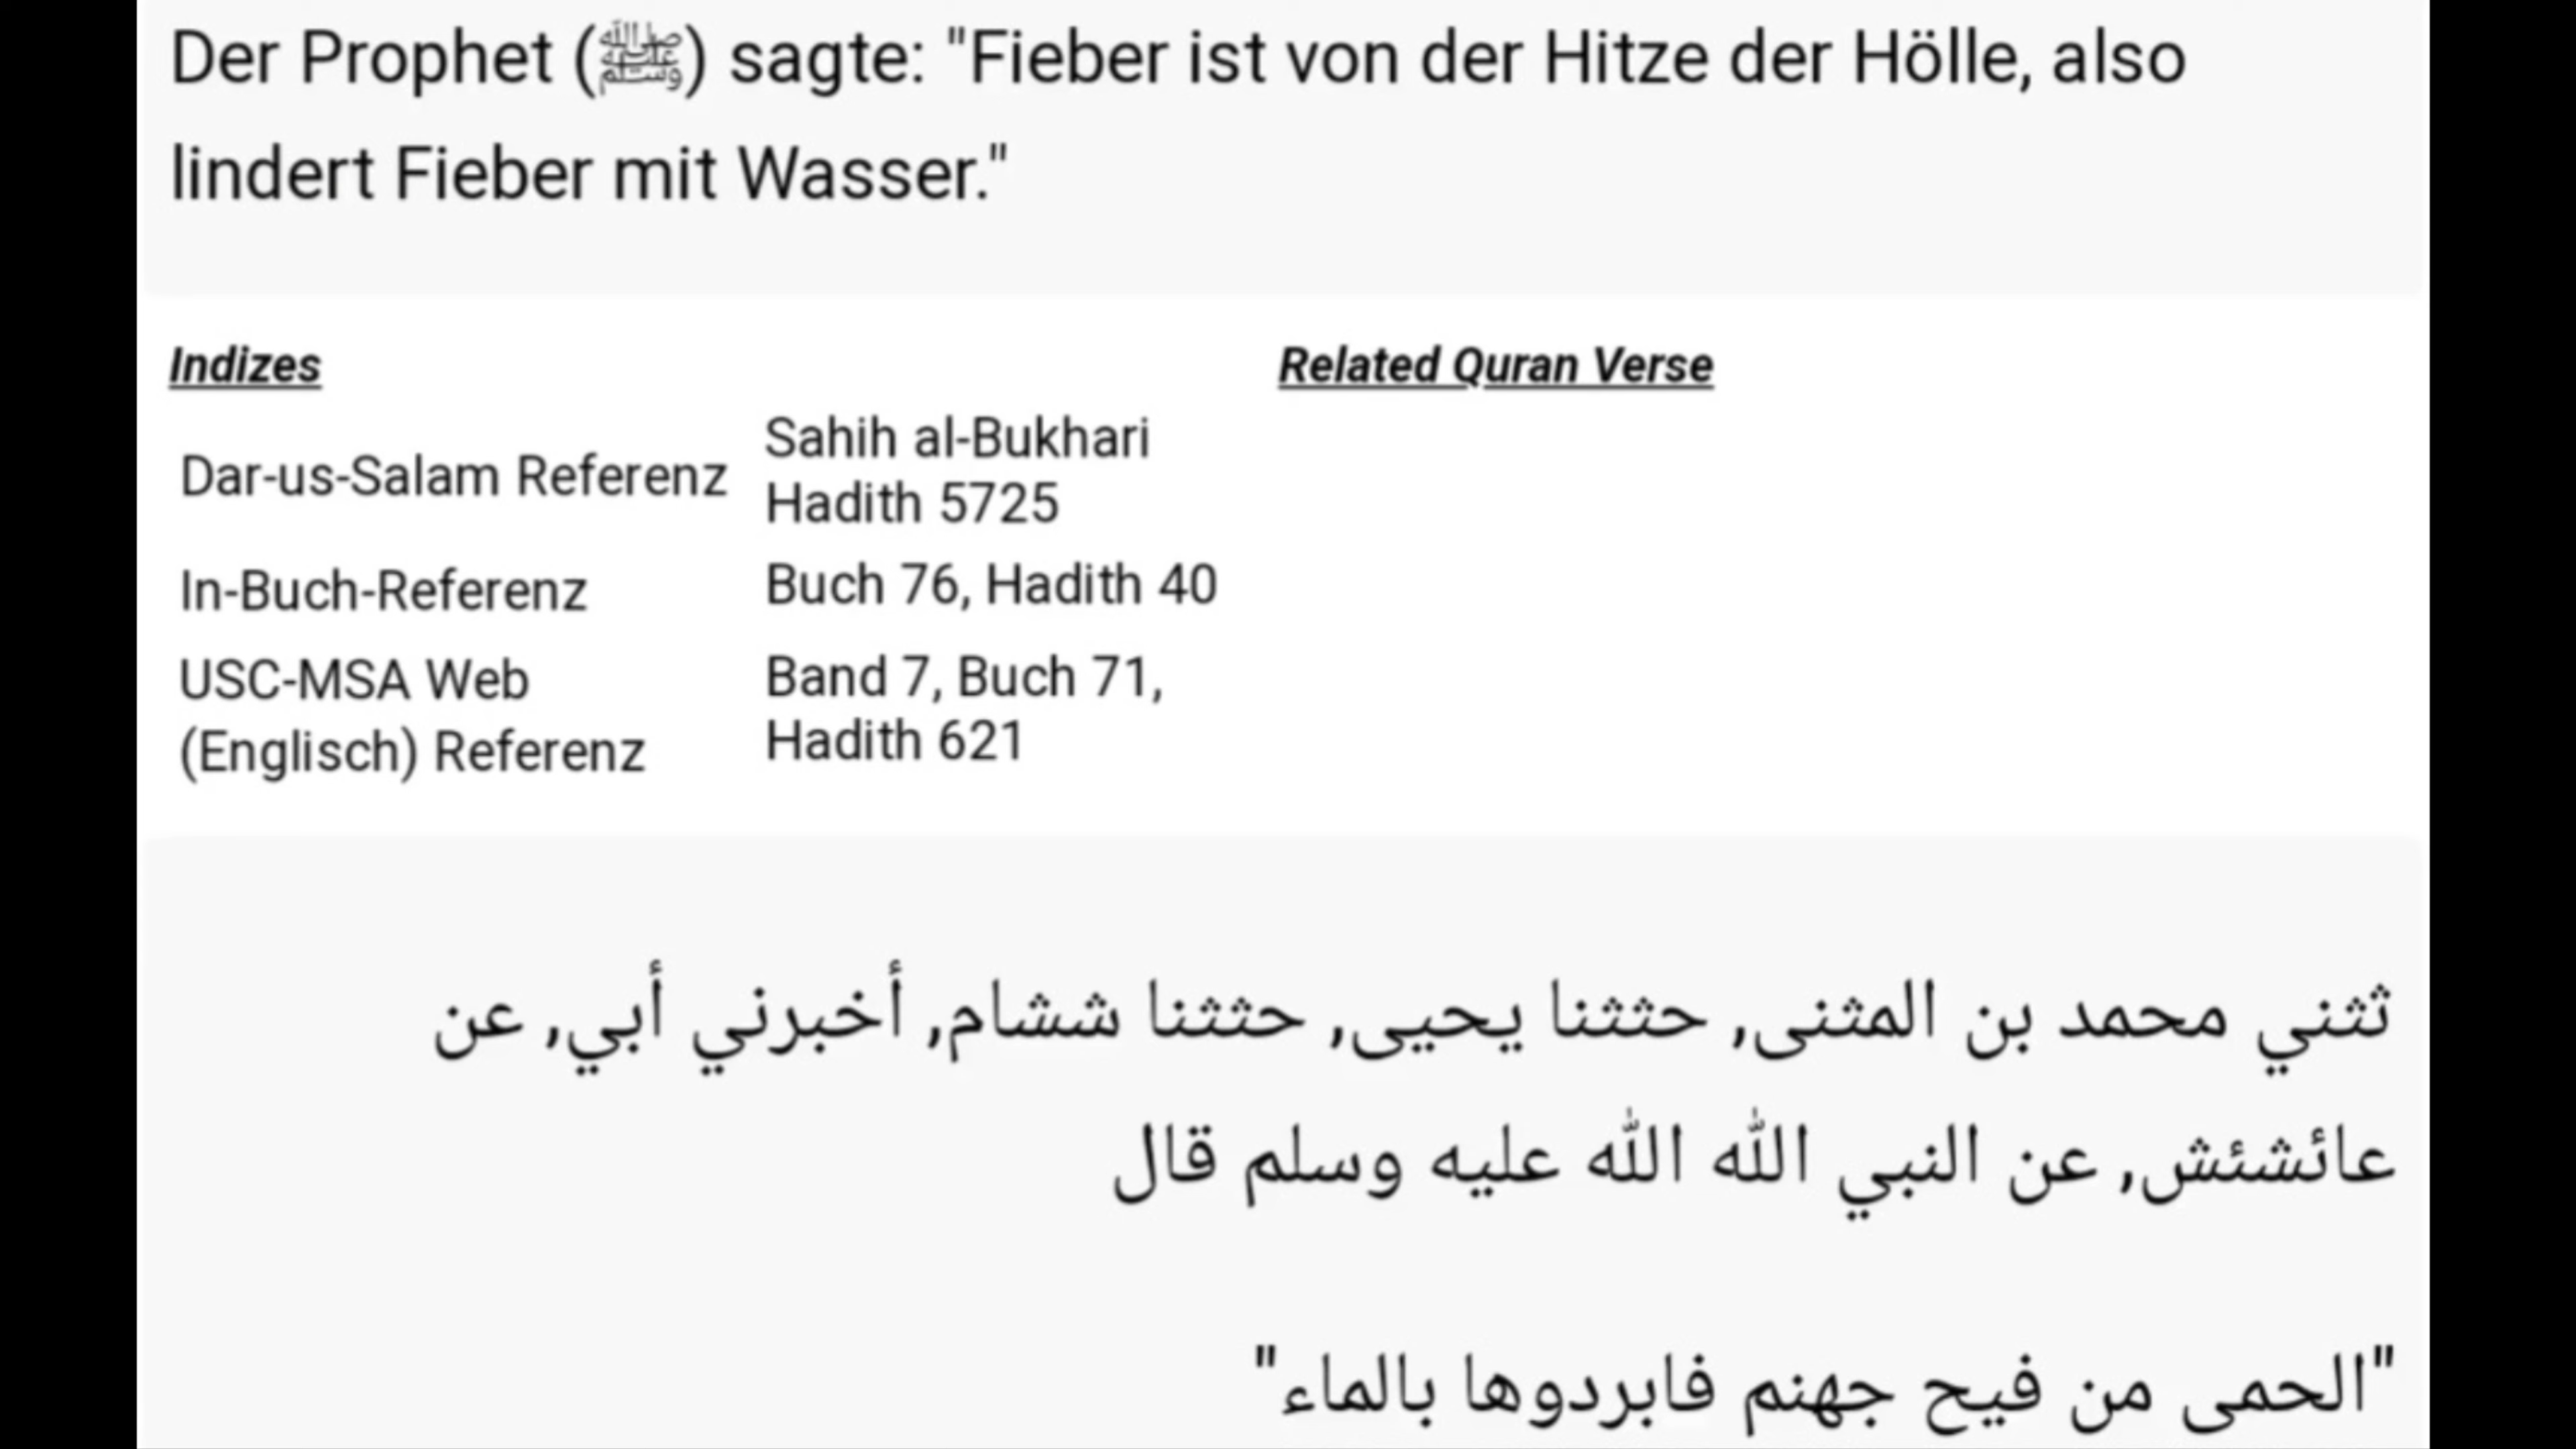 Der Prophet (ﷺ) sagte: "Fieber ist von der Hitze der Hölle, also
lindert Fieber mit Wasser."
Indizes
Related Quran Verse
Dar-us-Salam Referenz
Sahih al-Bukhari
Hadith 5725
In-Buch-Referenz
Buch 76, Hadith 40
USC-MSA Web
(Englisch) Referenz
Band 7, Buch 71,
Hadith 621
ثثني محمد بن المثنى, حثثنا يحيى, حثثنا ششام, أخبرني أبي, عن
عائشئش, عن النبي الله الله عليه وسلم قال
"الحمى من فيح جهنم فابردوها بالماء"